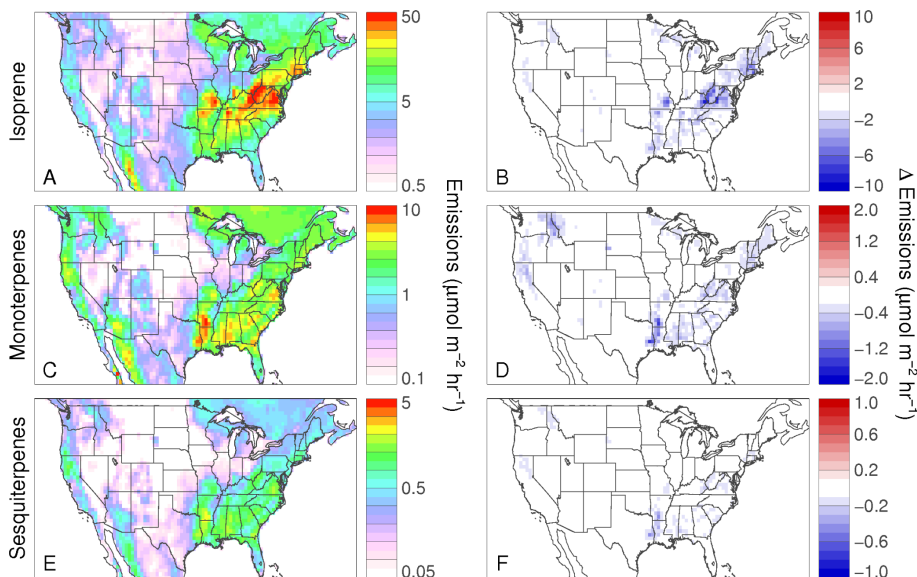 Isoprene
A
50
5
0.5
B
10
6
2
−2
−6
−10
Monoterpenes
C
10
1
0.1
D
2.0
1.2
0.4
−0.4
−1.2
−2.0
Sesquiterpenes
E
5
0.5
0.05
F
1.0
0.6
0.2
−0.2
−0.6
−1.0
Emissions (μmol m⁻² hr⁻¹)
Δ Emissions (μmol m⁻² hr⁻¹)